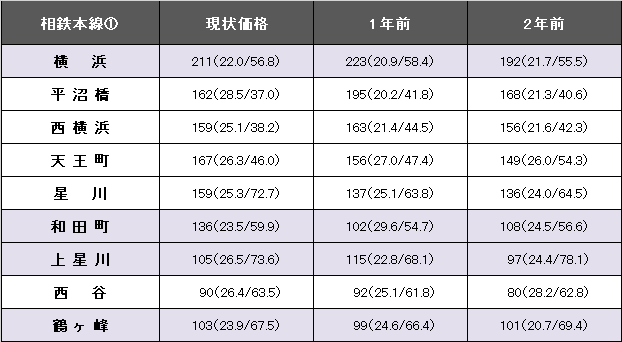 相鉄本線① 現状価格 1年前 2年前
横浜 211(22.0/56.8) 223(20.9/58.4) 192(21.7/55.5)
平沼橋 162(28.5/37.0) 195(20.2/41.8) 168(21.3/40.6)
西横浜 159(25.1/38.2) 163(21.4/44.5) 156(21.6/42.3)
天王町 167(26.3/46.0) 156(27.0/47.4) 149(26.0/54.3)
星川 159(25.3/72.7) 137(25.1/63.8) 136(24.0/64.5)
和田町 136(23.5/59.9) 102(29.6/54.7) 108(24.5/56.6)
上星川 105(26.5/73.6) 115(22.8/68.1) 97(24.4/78.1)
西谷 90(26.4/63.5) 92(25.1/61.8) 80(28.2/62.8)
鶴ヶ峰 103(23.9/67.5) 99(24.6/66.4) 101(20.7/69.4)